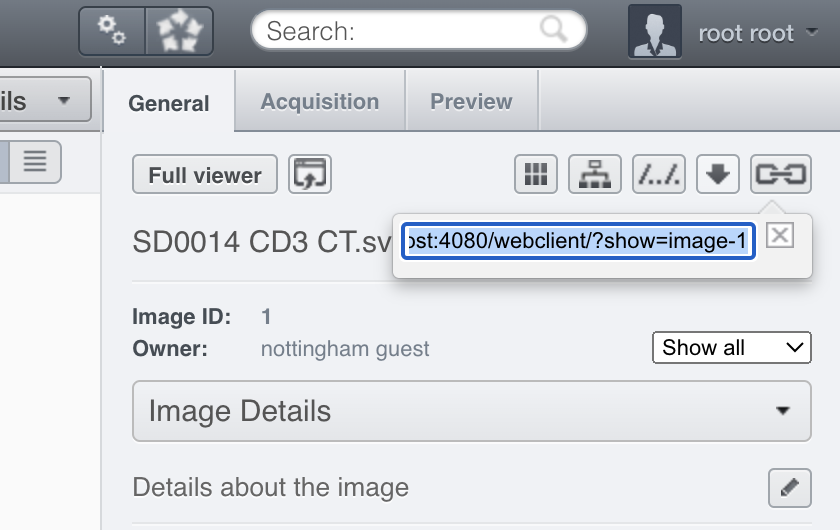 Search:
root root
ils
General
Acquisition
Preview
Full viewer
/.../
SD0014 CD3 CT.sv
ost:4080/webclient/?show=image-1
Image ID: 1
Owner: nottingham guest
Show all
Image Details
Details about the image